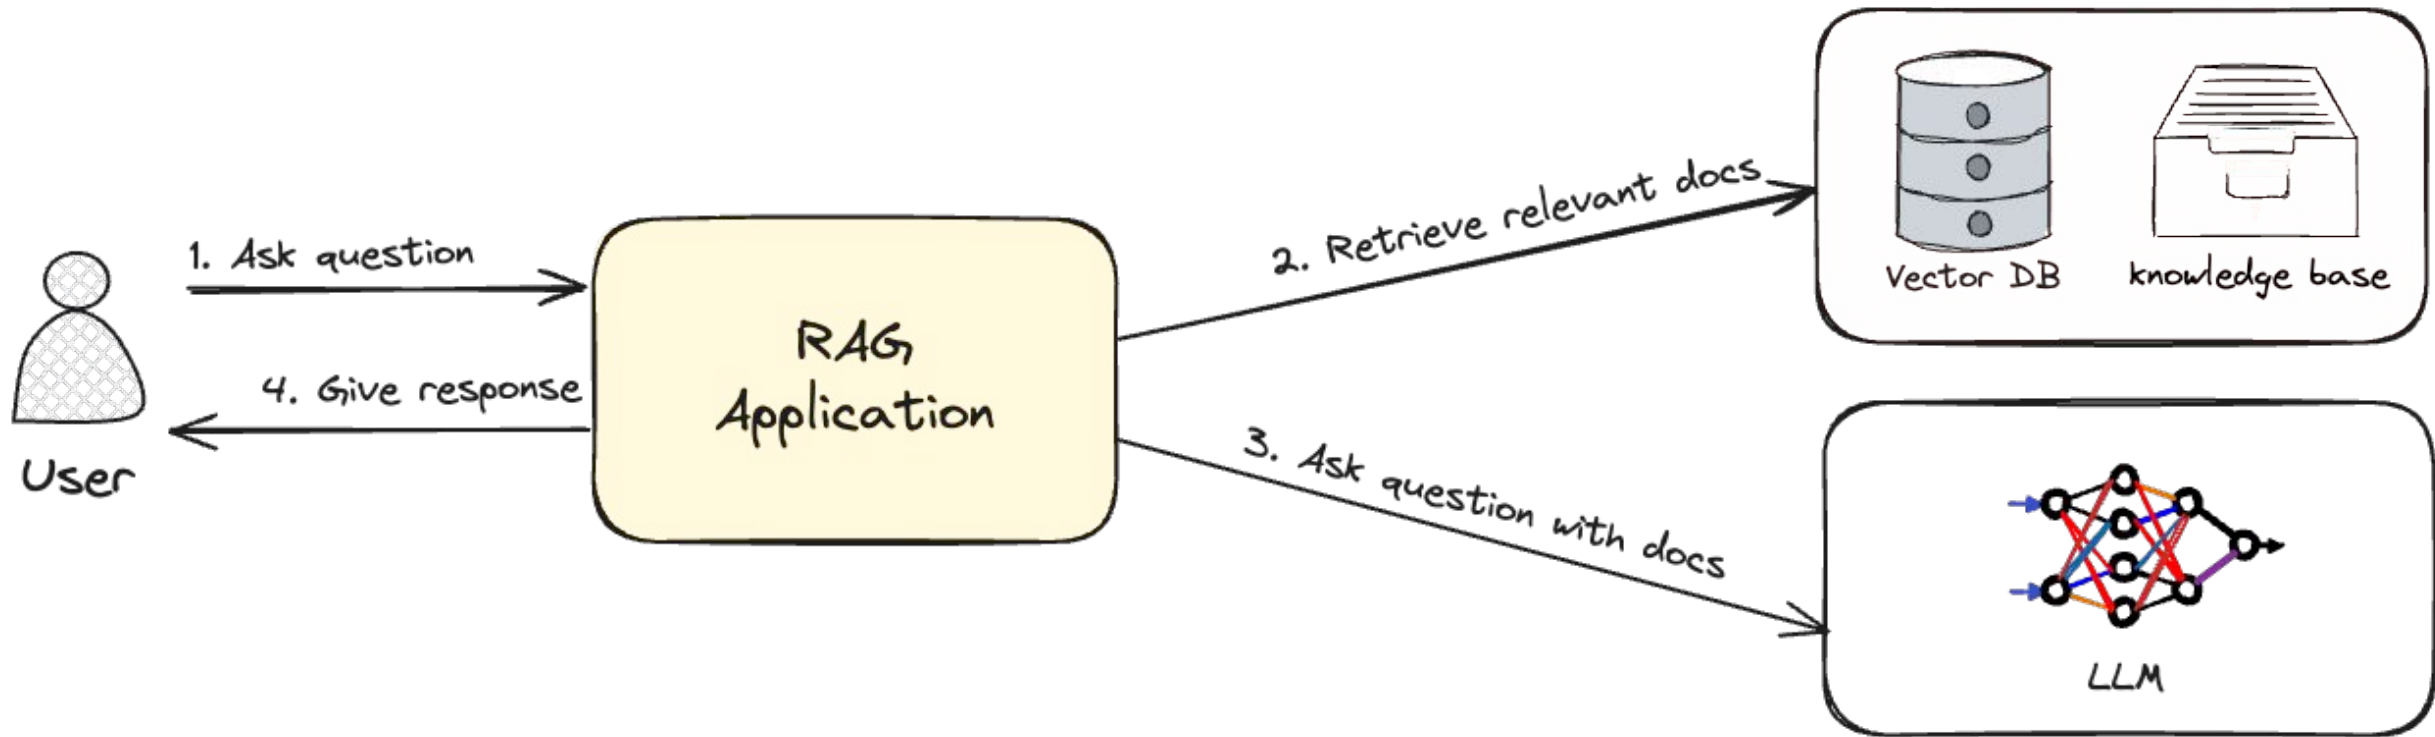 1. Ask question
4. Give response
User
RAG
Application
2. Retrieve relevant docs
3. Ask question with docs
Vector DB
knowledge base
LLM